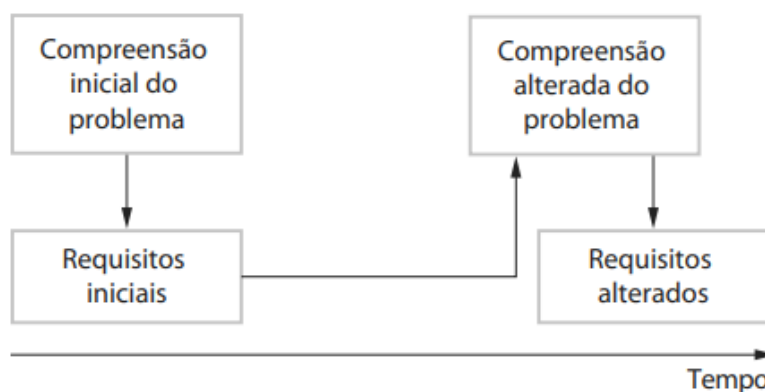 Compreensão
inicial do
problema
Compreensão
alterada do
problema
Requisitos
iniciais
Requisitos
alterados
Tempo